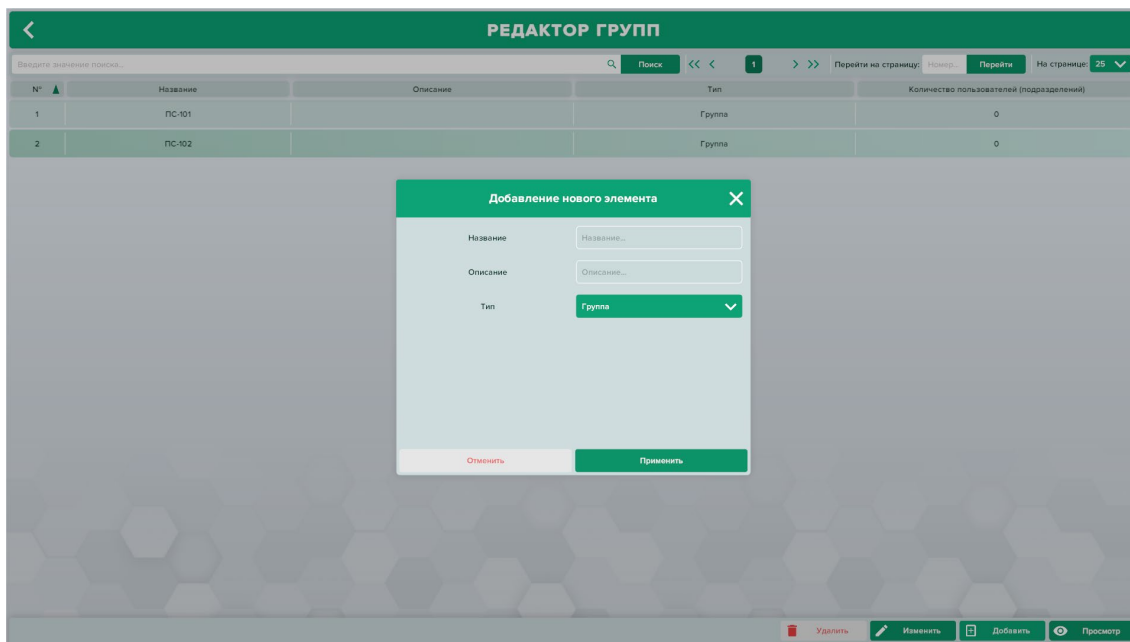 РЕДАКТОР ГРУПП
Введите значение поиска... Поиск << < 1 > >> Перейти на страницу: Номер... Перейти На странице: 25
N° Название Описание Тип Количество пользователей (подразделений)
1 ПС-101 Группа 0
2 ПС-102 Группа 0
Добавление нового элемента
Название Название...
Описание Описание...
Тип Группа
Отменить Применить
Удалить Изменить Добавить Просмотр